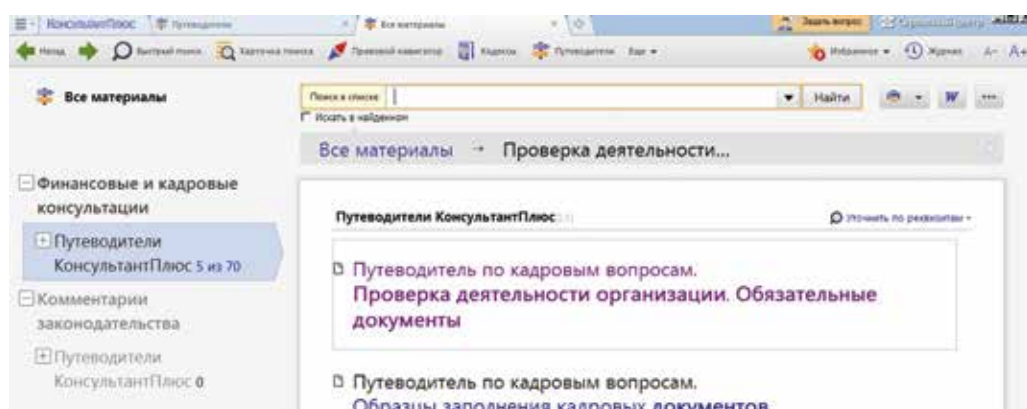 КонсультантПлюс Путеводители Все материалы Задать вопрос
Назад Быстрый поиск Карточка поиска Правовой навигатор Кодексы Путеводители Еще Избранное Журнал A- A+
Все материалы
Поиск в списке Найти W ...
Искать в найденном
Все материалы → Проверка деятельности...
Финансовые и кадровые
консультации
Путеводители
КонсультантПлюс 5 из 70
Комментарии
законодательства
Путеводители
КонсультантПлюс 0
Путеводители КонсультантПлюс Уточнить по реквизитам
Путеводитель по кадровым вопросам.
Проверка деятельности организации. Обязательные
документы
Путеводитель по кадровым вопросам.
Образцы заполнения кадровых документов